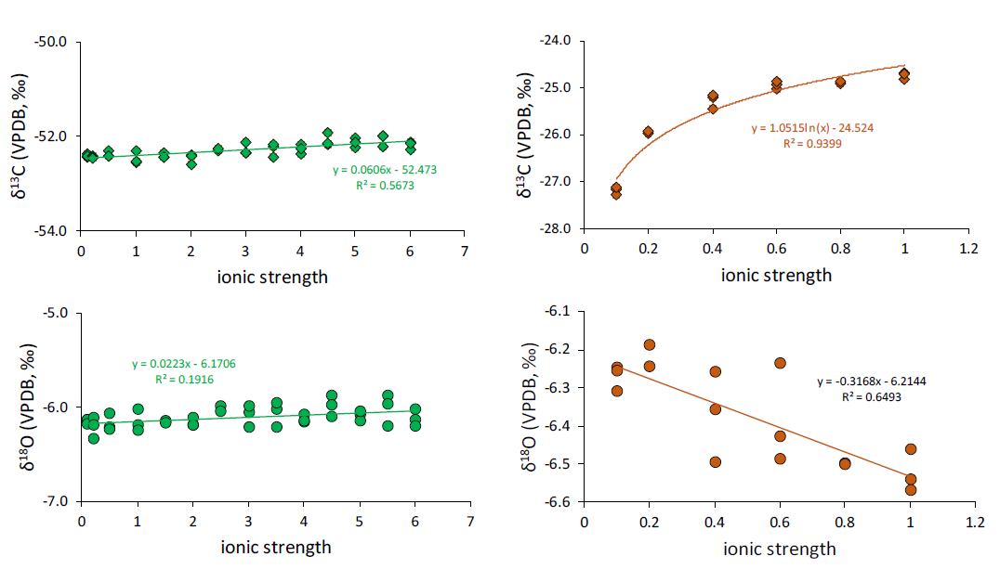 -50.0
-52.0
-54.0
δ¹³C (VPDB, ‰)
0 1 2 3 4 5 6 7
ionic strength
y = 0.0606x - 52.473
R² = 0.5673
-24.0
-25.0
-26.0
-27.0
-28.0
δ¹³C (VPDB, ‰)
0 0.2 0.4 0.6 0.8 1 1.2
ionic strength
y = 1.0515ln(x) - 24.524
R² = 0.9399
-5.0
-6.0
-7.0
δ¹⁸O (VPDB, ‰)
0 1 2 3 4 5 6 7
ionic strength
y = 0.0223x - 6.1706
R² = 0.1916
-6.1
-6.2
-6.3
-6.4
-6.5
-6.6
δ¹⁸O (VPDB, ‰)
0 0.2 0.4 0.6 0.8 1 1.2
ionic strength
y = -0.3168x - 6.2144
R² = 0.6493